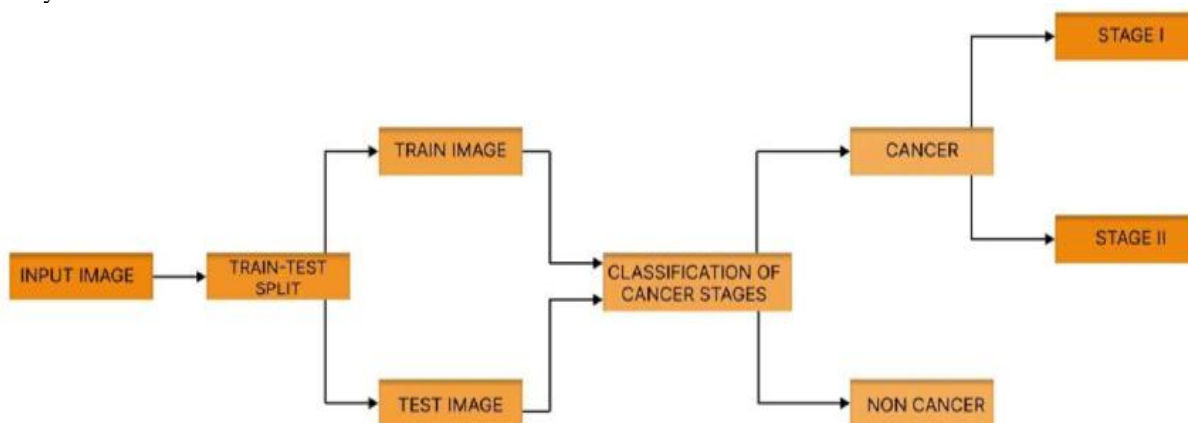 STAGE I
TRAIN IMAGE
CANCER
STAGE II
INPUT IMAGE
TRAIN-TEST
SPLIT
CLASSIFICATION OF
CANCER STAGES
TEST IMAGE
NON CANCER